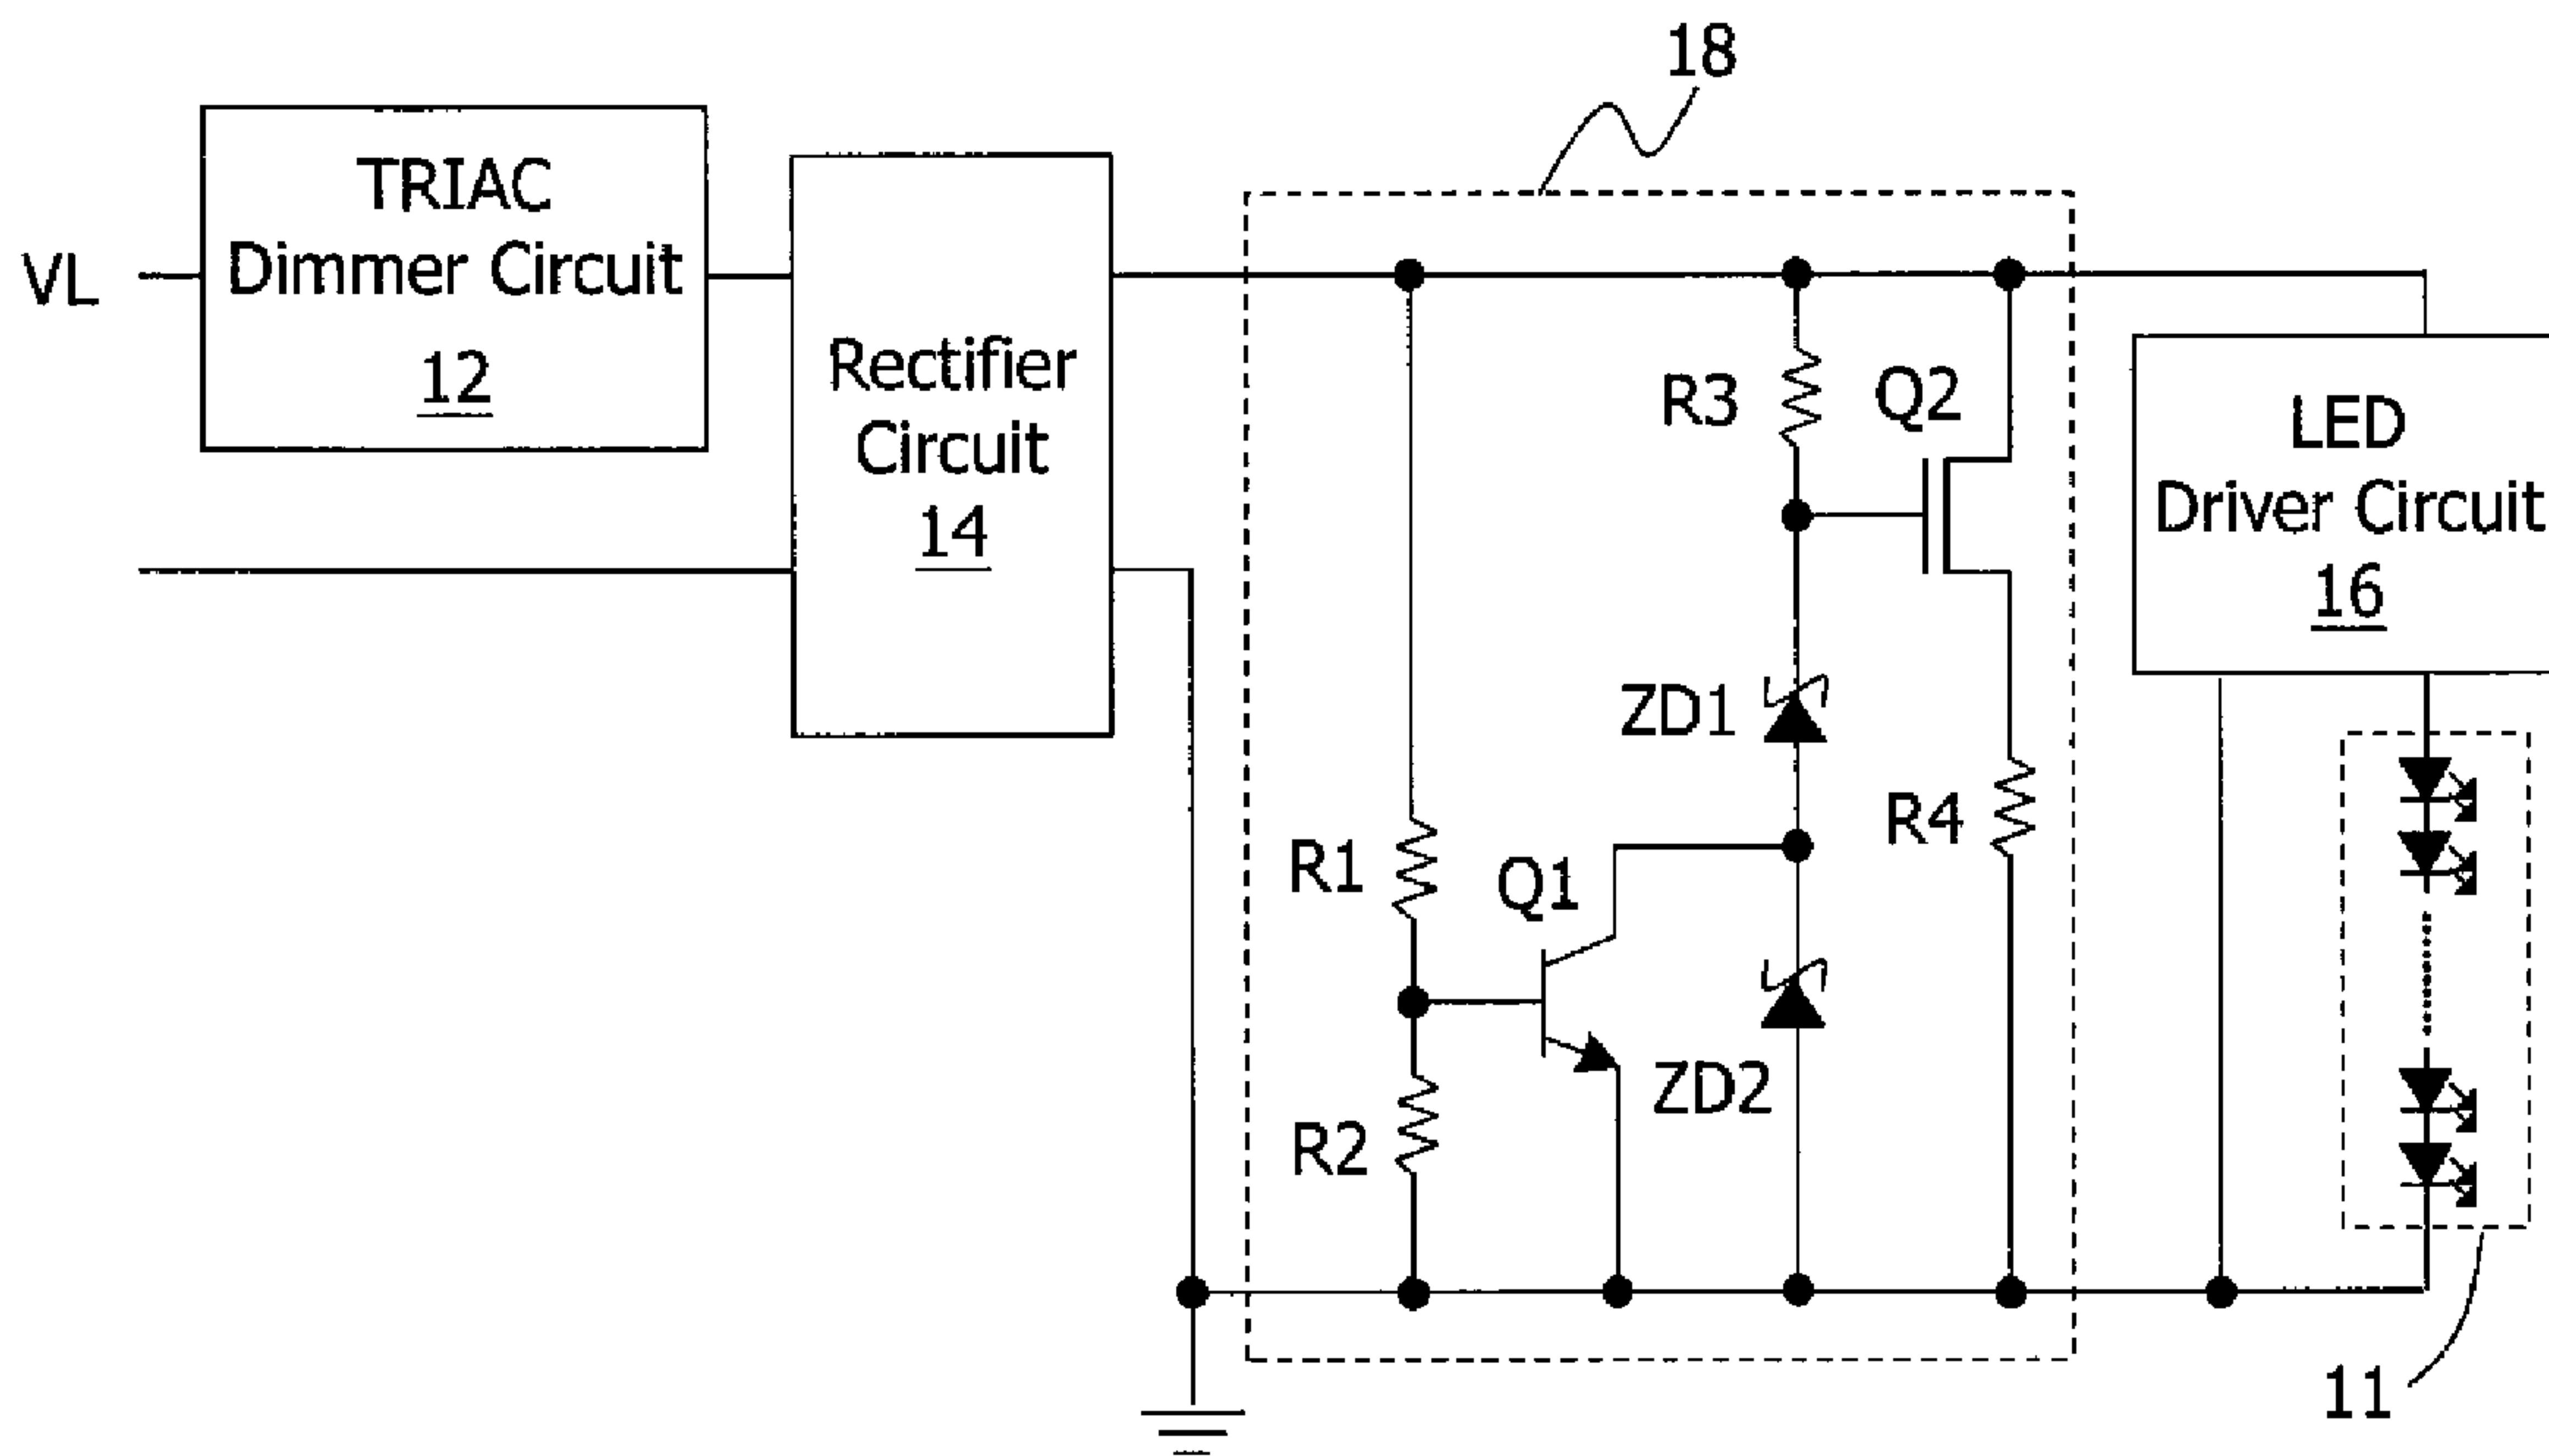 18
TRIAC
Dimmer Circuit
12
VL
Rectifier
Circuit
14
R3
Q2
LED
Driver Circuit
16
ZD1
R4
R1
Q1
ZD2
R2
11